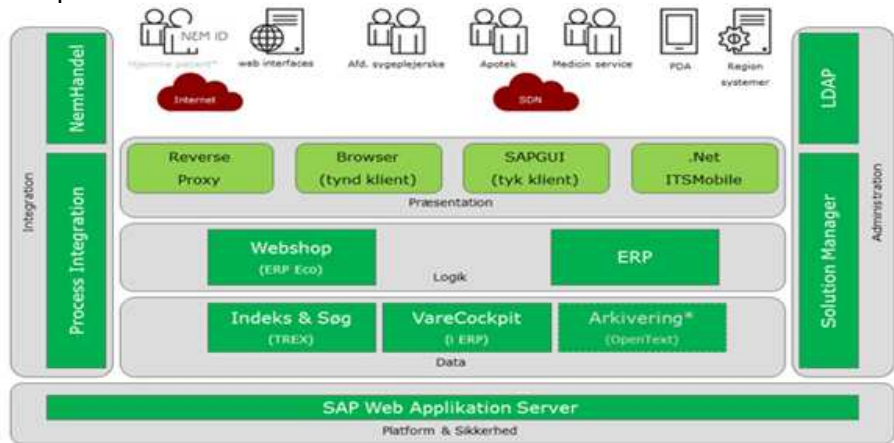 NEM ID
Hjemme patient*
web interfaces
Afd. sygeplejerske
Apotek
Medicin service
PDA
Region
systemer
Internet
SDN
NemHandel
LDAP
Integration
Process Integration
Reverse
Proxy
Browser
(tynd klient)
SAPGUI
(tyk klient)
.Net
ITSMobile
Præsentation
Webshop
(ERP Eco)
ERP
Logik
Indeks & Søg
(TREX)
VareCockpit
(i ERP)
Arkivering*
(OpenText)
Data
Solution Manager
Administration
SAP Web Applikation Server
Platform & Sikkerhed